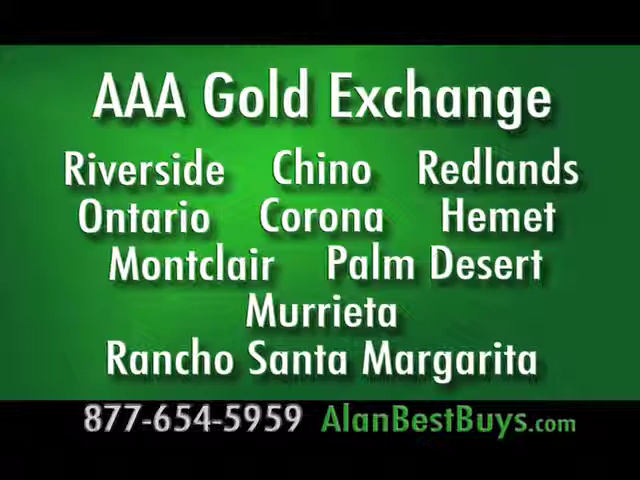 AAA Gold Exchange
Riverside Chino Redlands
Ontario Corona Hemet
Montclair Palm Desert
Murrieta
Rancho Santa Margarita
877-654-5959 AlanBestBuys.com